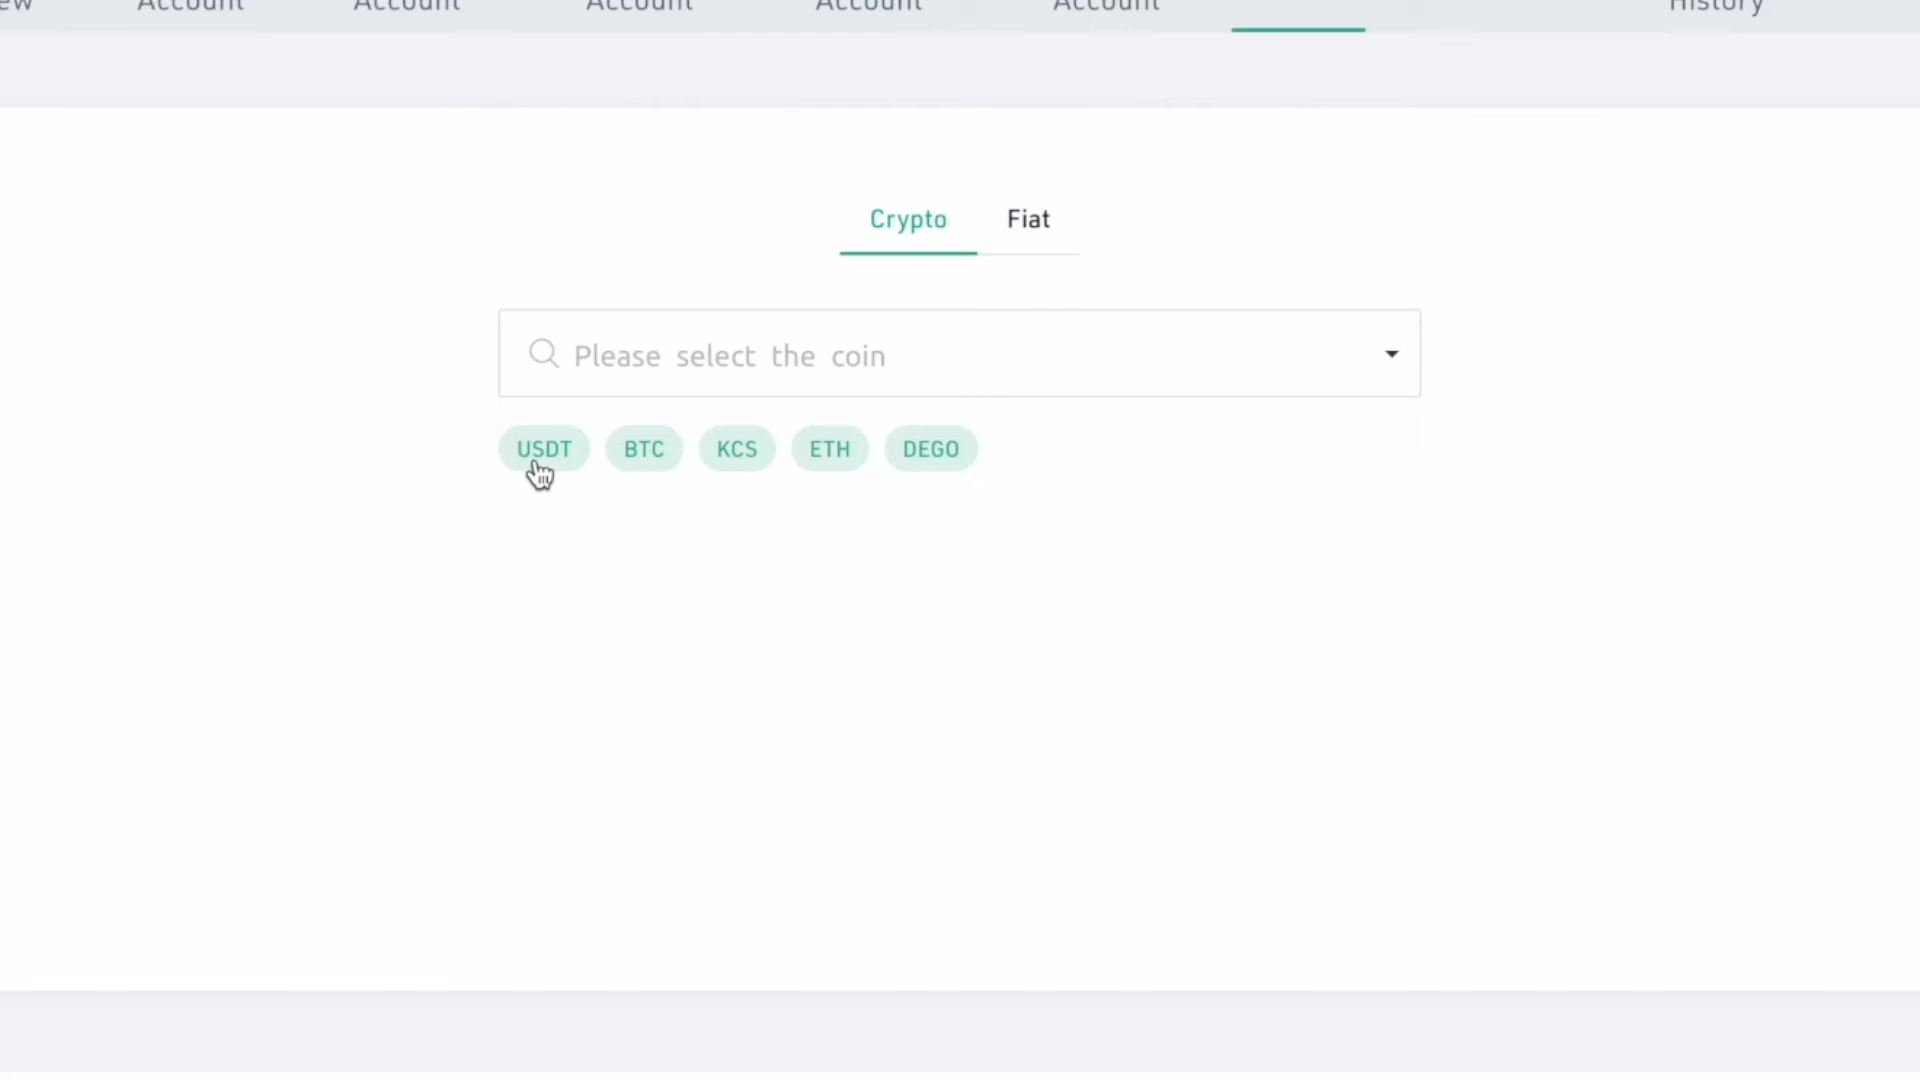 Account Account Account Account Account History
Crypto Fiat
Please select the coin
USDT BTC KCS ETH DEGO